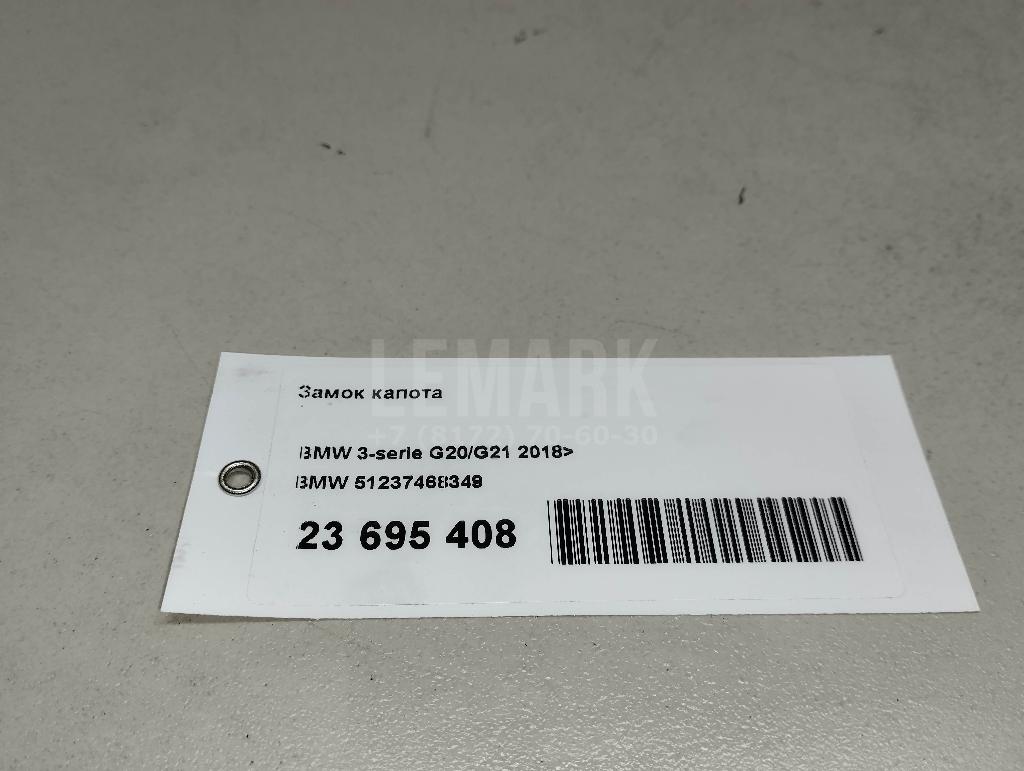 LEMARK
Замок капота
+7 (8172) 70-60-30
BMW 3-serie G20/G21 2018>
BMW 51237468349
23 695 408